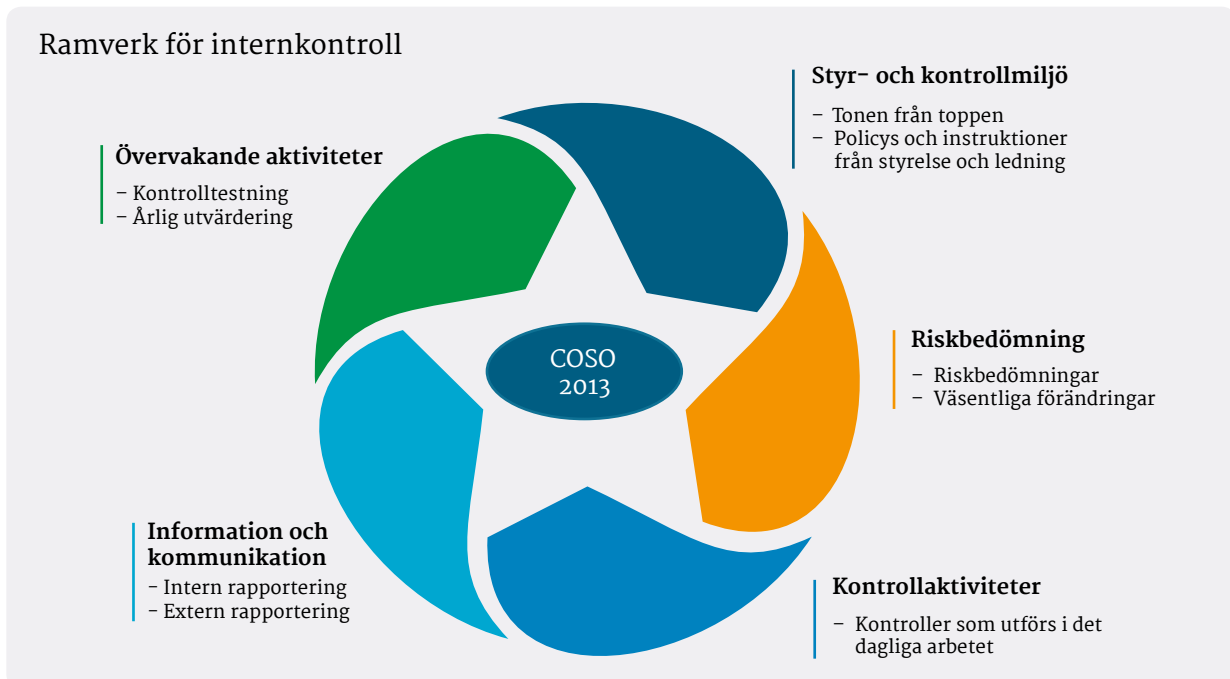 Ramverk för internkontroll
Styr- och kontrollmiljö
– Tonen från toppen
– Policys och instruktioner
från styrelse och ledning
Övervakande aktiviteter
– Kontrolltestning
– Årlig utvärdering
COSO
2013
Riskbedömning
– Riskbedömningar
– Väsentliga förändringar
Information och
kommunikation
- Intern rapportering
- Extern rapportering
Kontrollaktiviteter
– Kontroller som utförs i det
dagliga arbetet